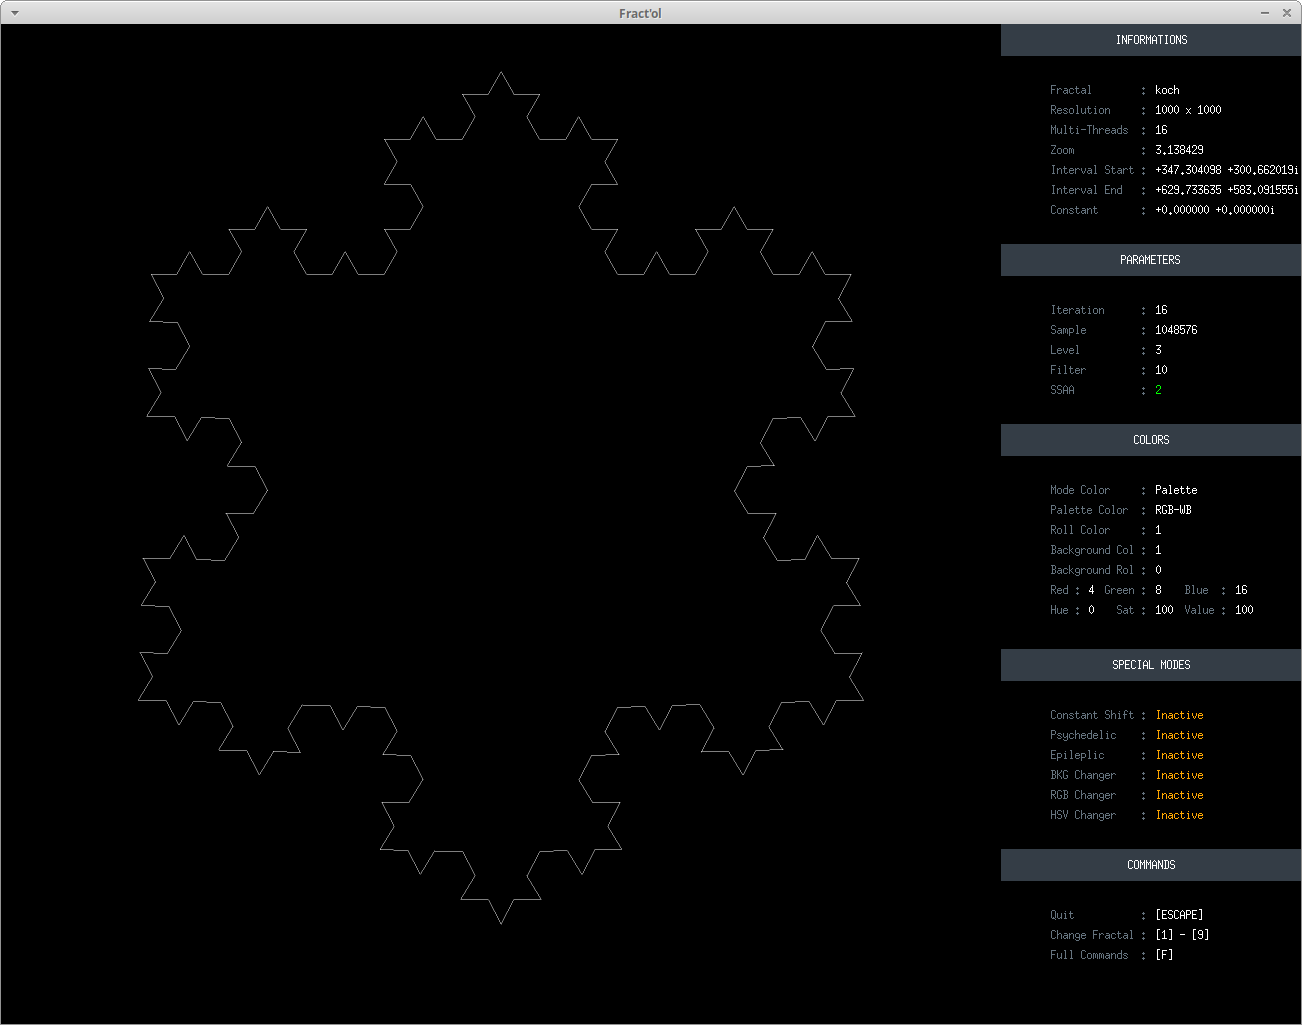 Fract'ol
INFORMATIONS
Fractal : koch
Resolution : 1000 x 1000
Multi-Threads : 16
Zoom : 3.138429
Interval Start : +347.304098 +300.662019i
Interval End : +629.733635 +583.091555i
Constant : +0.000000 +0.000000i
PARAMETERS
Iteration : 16
Sample : 1048576
Level : 3
Filter : 10
SSAA : 2
COLORS
Mode Color : Palette
Palette Color : RGB-WB
Roll Color : 1
Background Col : 1
Background Rol : 0
Red : 4 Green : 8 Blue : 16
Hue : 0 Sat : 100 Value : 100
SPECIAL MODES
Constant Shift : Inactive
Psychedelic : Inactive
Epileplic : Inactive
BKG Changer : Inactive
RGB Changer : Inactive
HSV Changer : Inactive
COMMANDS
Quit : [ESCAPE]
Change Fractal : [1] - [9]
Full Commands : [F]